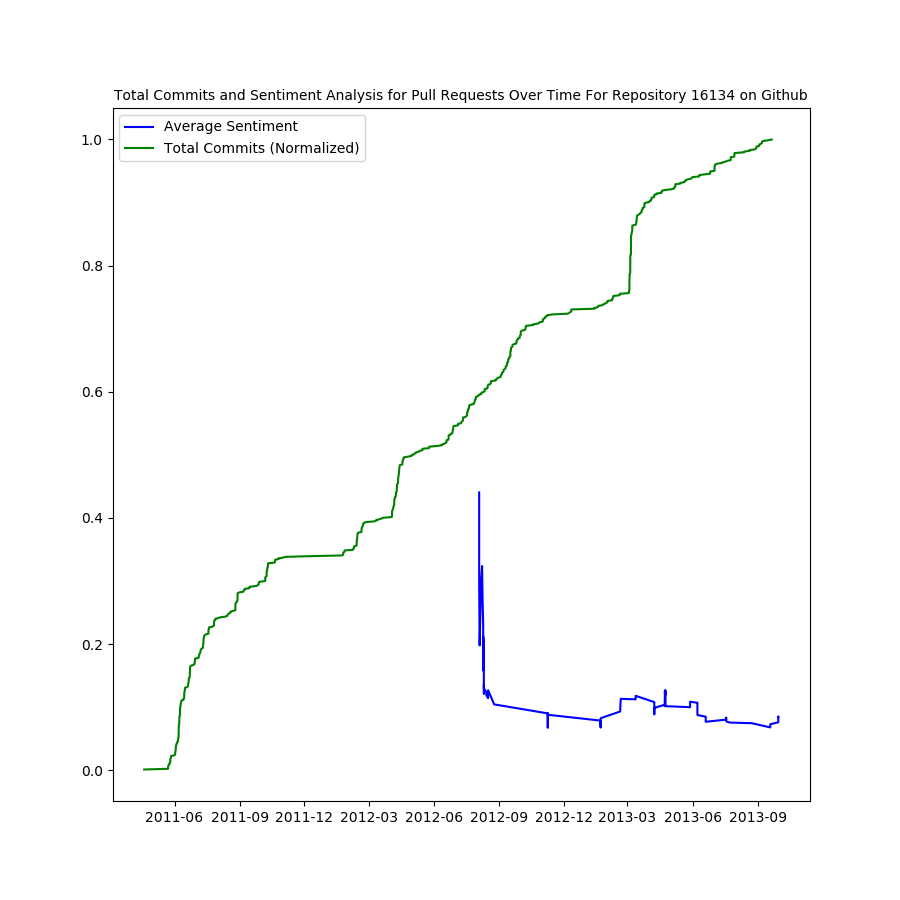 Total Commits and Sentiment Analysis for Pull Requests Over Time For Repository 16134 on Github
Average Sentiment
Total Commits (Normalized)
1.0
0.8
0.6
0.4
0.2
0.0
2011-06 2011-09 2011-12 2012-03 2012-06 2012-09 2012-12 2013-03 2013-06 2013-09